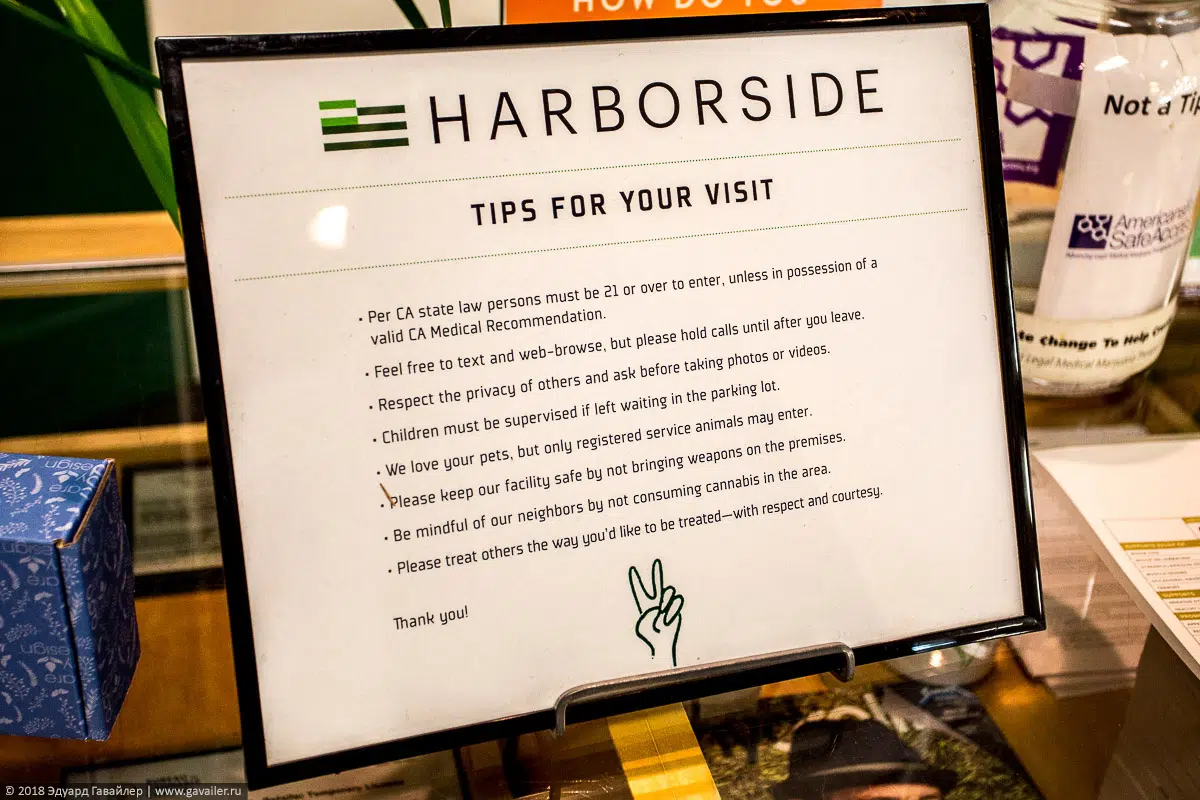 HOW DO YOU
HARBORSIDE
TIPS FOR YOUR VISIT
• Per CA state law persons must be 21 or over to enter, unless in possession of a
valid CA Medical Recommendation.
• Feel free to text and web-browse, but please hold calls until after you leave.
• Respect the privacy of others and ask before taking photos or videos.
• Children must be supervised if left waiting in the parking lot.
• We love your pets, but only registered service animals may enter.
• Please keep our facility safe by not bringing weapons on the premises.
• Be mindful of our neighbors by not consuming cannabis in the area.
• Please treat others the way you'd like to be treated—with respect and courtesy.
Thank you!
Not a Ti
Americans
SafeAcces
Change To Help
Legal Medical
design
© 2018 Эдуард Гавайлер | www.gavailer.ru